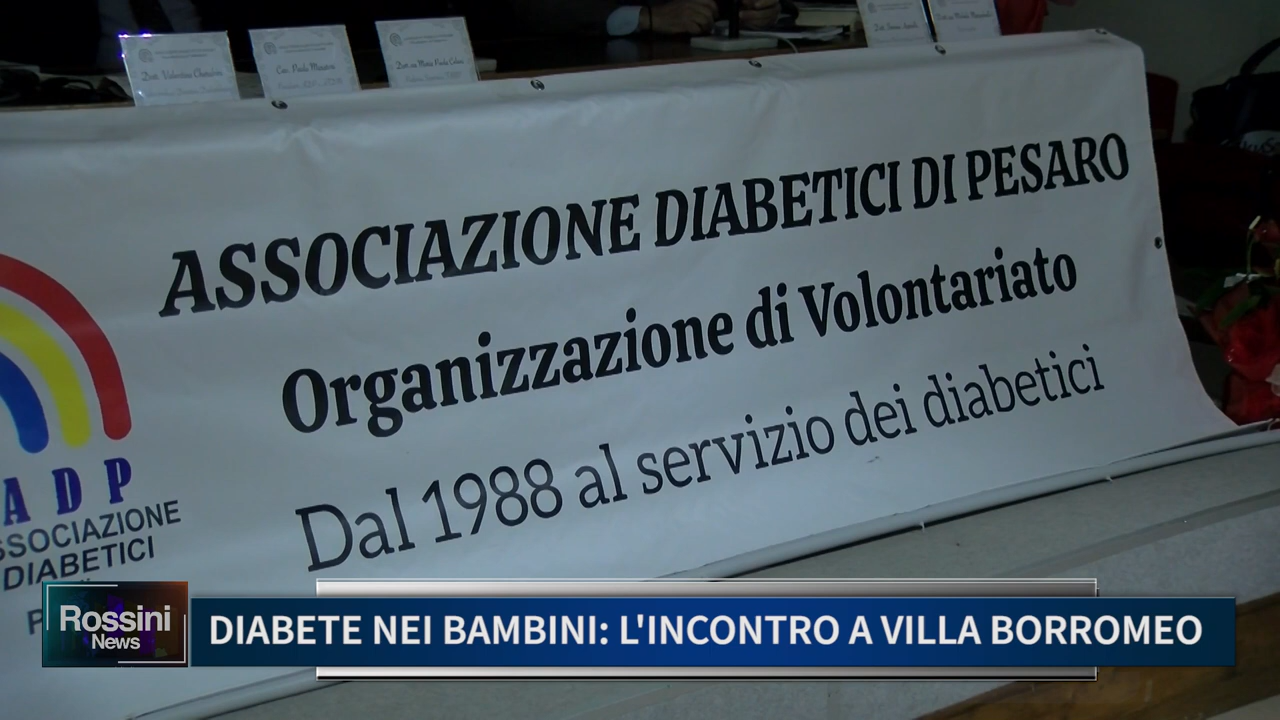 ASSOCIAZIONE DIABETICI DI PESARO
Organizzazione di Volontariato
Dal 1988 al servizio dei diabetici
ADP
ASSOCIAZIONE
DIABETICI
P
Rossini
News
DIABETE NEI BAMBINI: L'INCONTRO A VILLA BORROMEO